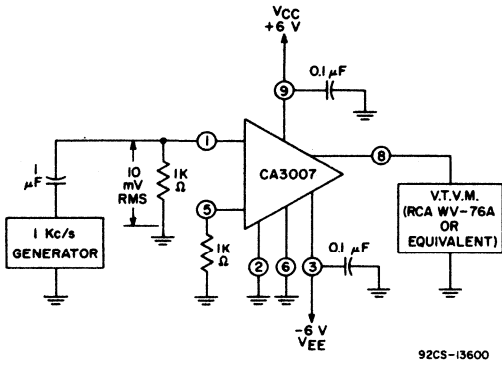 VCC
+6 V
0.1 μF
9
1
μF
10
mV
RMS
1K
Ω
1
CA3007
8
5
1K
Ω
1 Kc/s
GENERATOR
2
6
3
0.1
μF
V.T.V.M.
(RCA WV-76A
OR
EQUIVALENT)
-6 V
VEE
92CS-13600